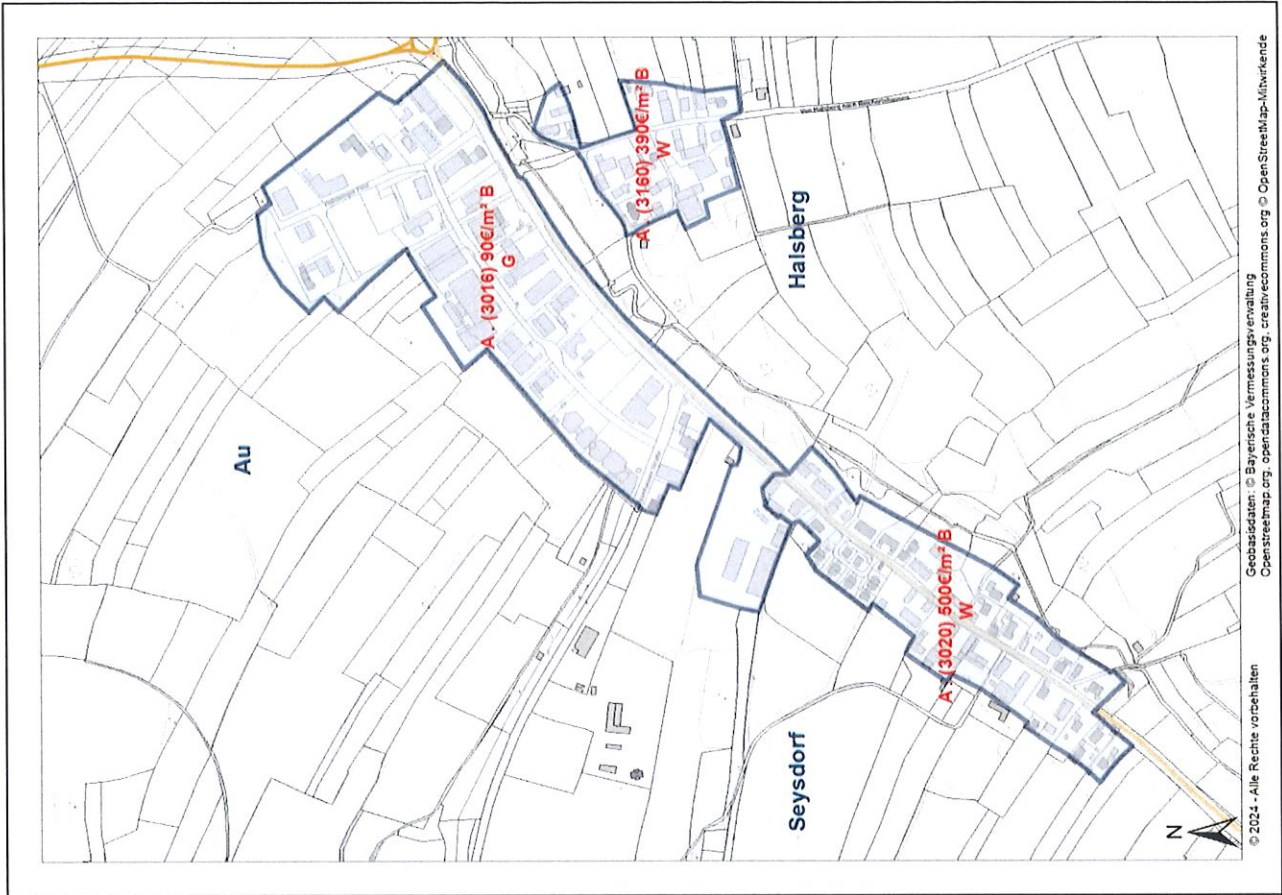 Au
A . (3016) 90€/m² B
G
A . (3160) 390€/m² B
W
Halsberg
Seysdorf
A . (3020) 500€/m² B
W
N
© 2024 - Alle Rechte vorbehalten
Geobasisdaten: © Bayerische Vermessungsverwaltung
Openstreetmap.org, opendatacommons.org, creativecommons.org © OpenStreetMap-Mitwirkende